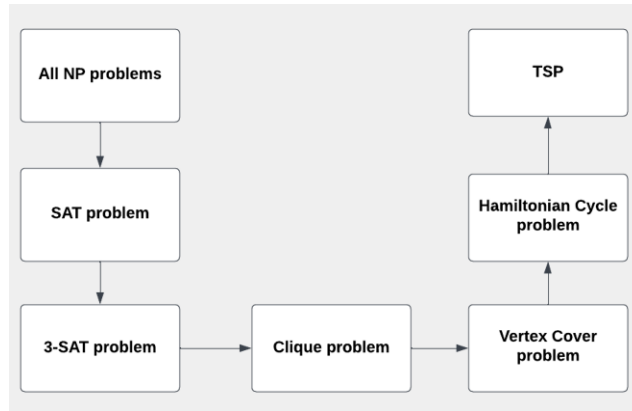 All NP problems
SAT problem
3-SAT problem
Clique problem
Vertex Cover
problem
Hamiltonian Cycle
problem
TSP